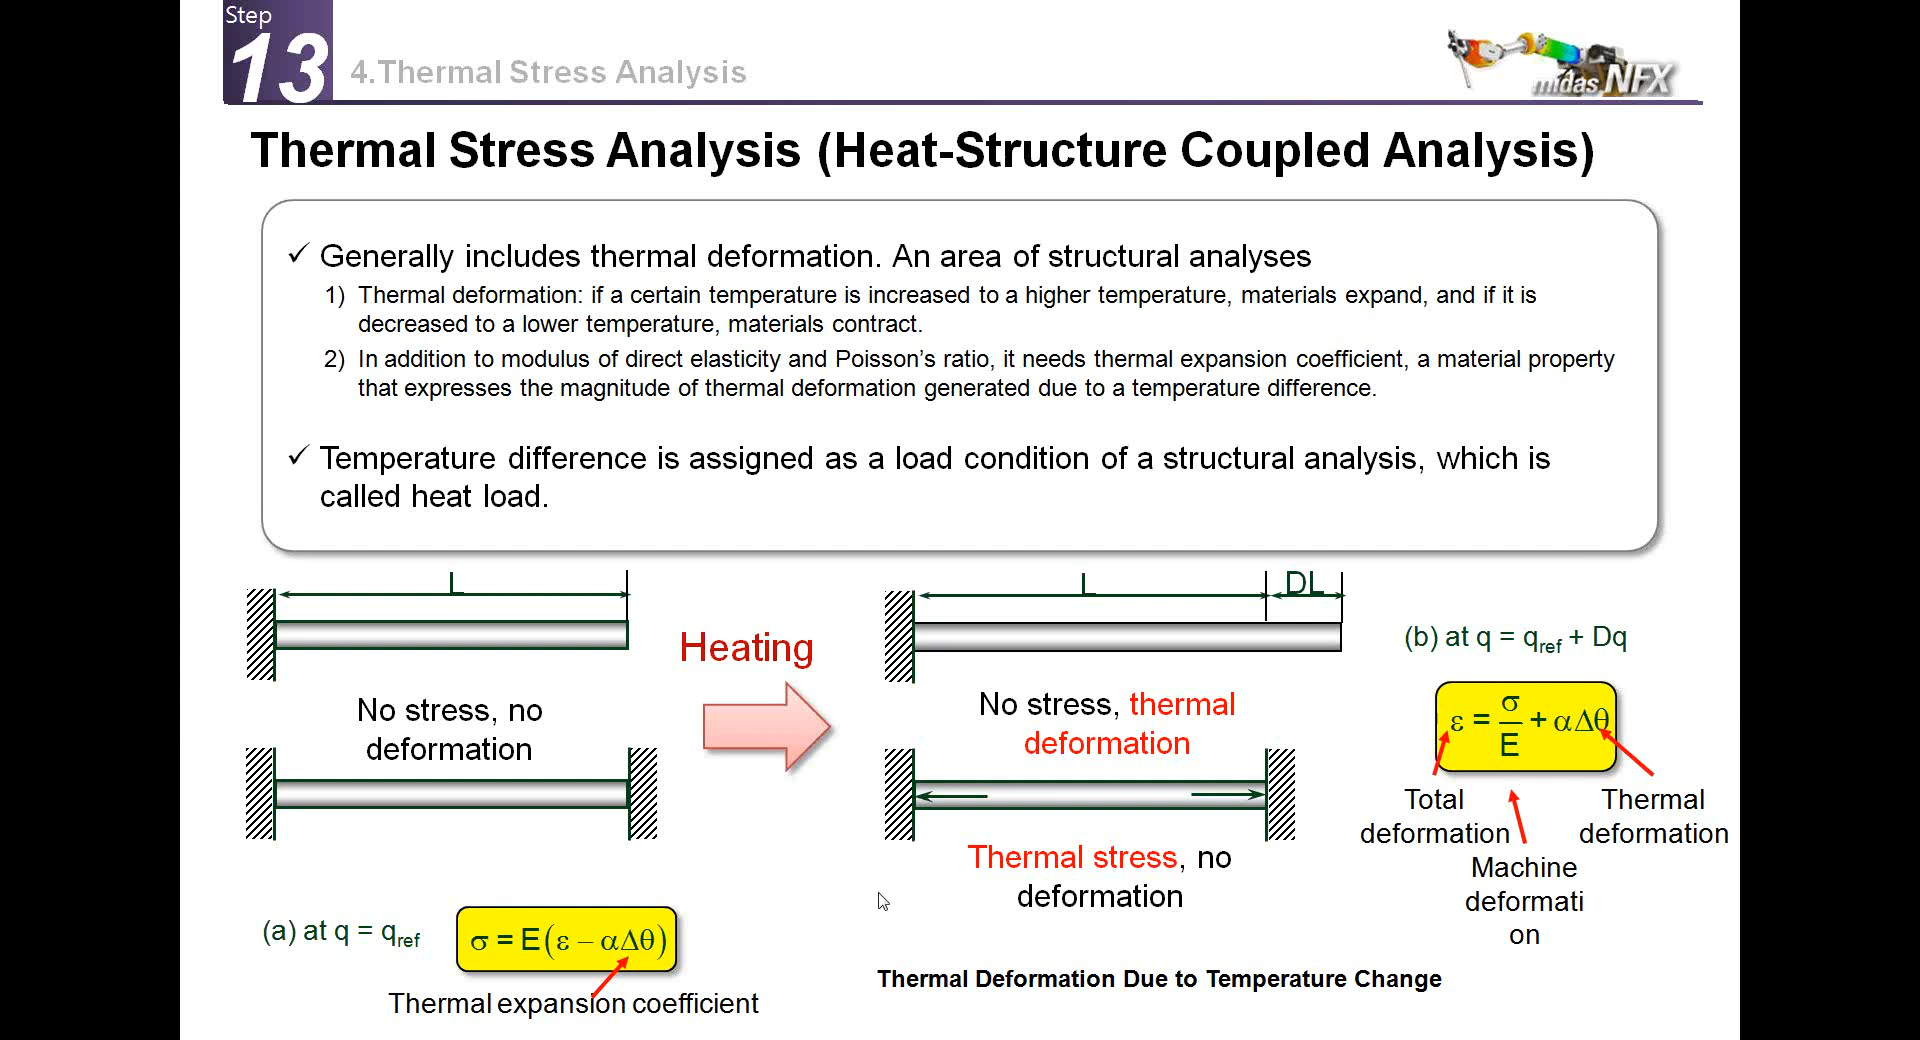 Step
13
4.Thermal Stress Analysis
midas NFX
Thermal Stress Analysis (Heat-Structure Coupled Analysis)
✓ Generally includes thermal deformation. An area of structural analyses
1) Thermal deformation: if a certain temperature is increased to a higher temperature, materials expand, and if it is
decreased to a lower temperature, materials contract.
2) In addition to modulus of direct elasticity and Poisson's ratio, it needs thermal expansion coefficient, a material property
that expresses the magnitude of thermal deformation generated due to a temperature difference.
✓ Temperature difference is assigned as a load condition of a structural analysis, which is
called heat load.
L
No stress, no
deformation
(a) at q = qref
σ = E(ε − αΔθ)
Thermal expansion coefficient
Heating
L
DL
No stress, thermal
deformation
Thermal stress, no
deformation
Thermal Deformation Due to Temperature Change
(b) at q = qref + Dq
ε = σ/E + αΔθ
Total
deformation
Machine
deformati
on
Thermal
deformation